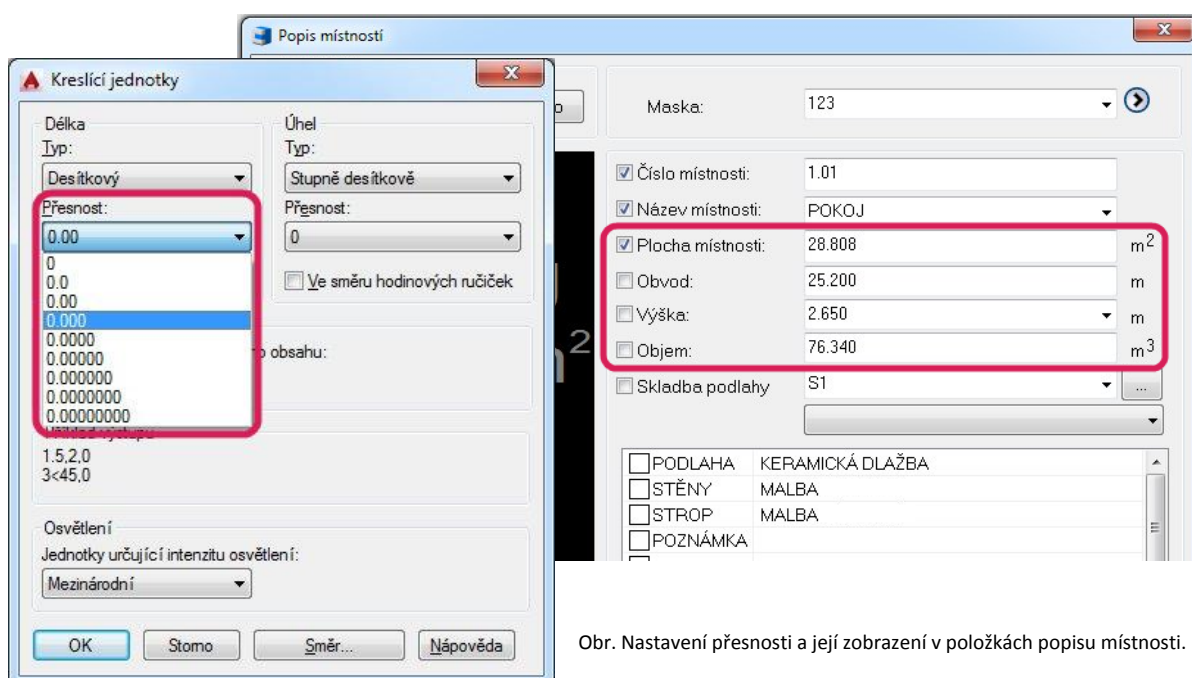 Popis místností
Kreslící jednotky
Délka
Typ:
Desítkový
Přesnost:
0.00
0
0.0
0.00
0.000
0.0000
0.00000
0.000000
0.0000000
0.00000000
Úhel
Typ:
Stupně desítkově
Přesnost:
0
Ve směru hodinových ručiček
obsahu:
1.5,2,0
3<45,0
Osvětlení
Jednotky určující intenzitu osvětlení:
Mezinárodní
OK Storno Směr... Nápověda
Maska: 123
Číslo místnosti: 1.01
Název místnosti: POKOJ
Plocha místnosti: 28.808 m2
Obvod: 25.200 m
Výška: 2.650 m
Objem: 76.340 m3
Skladba podlahy S1 ...
PODLAHA KERAMICKÁ DLAŽBA
STĚNY MALBA
STROP MALBA
POZNÁMKA
2
Obr. Nastavení přesnosti a její zobrazení v položkách popisu místnosti.